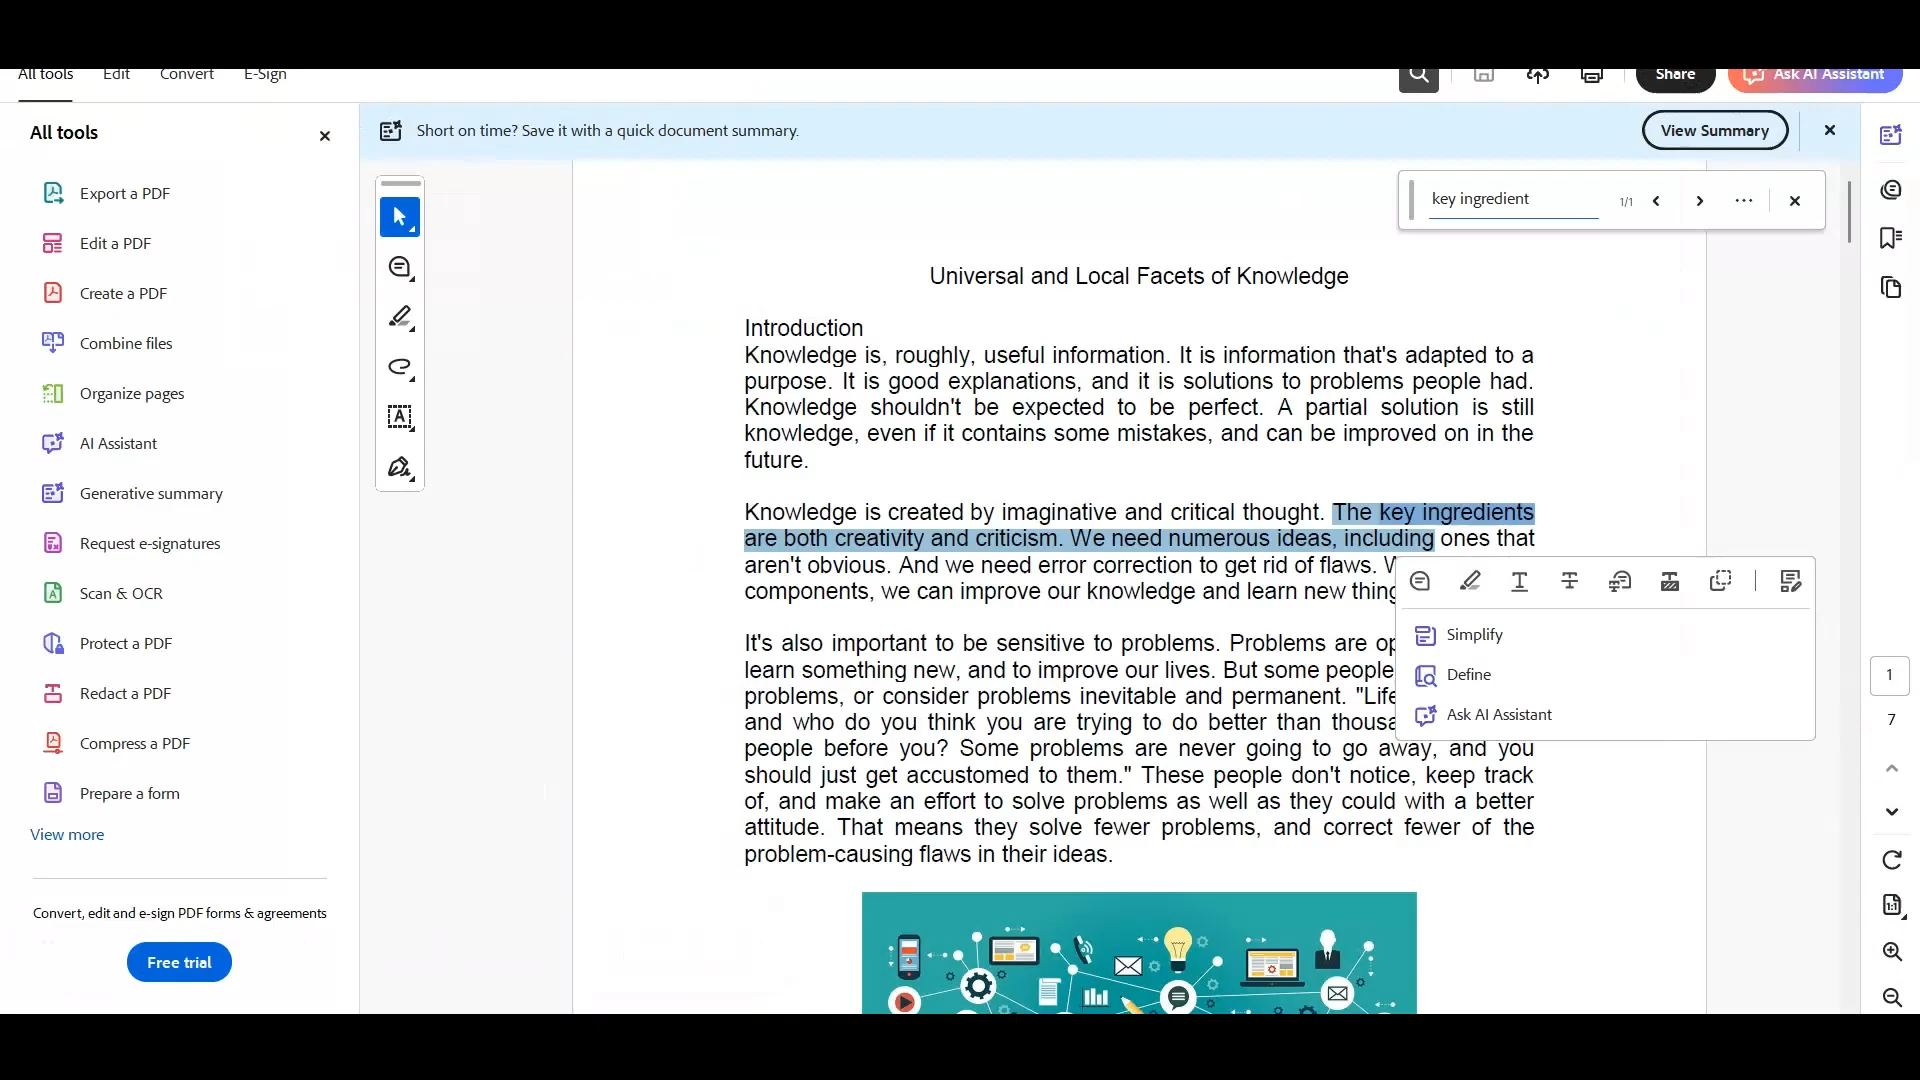 All tools
Edit
Convert
E-Sign
Share
Ask AI Assistant
All tools
Short on time? Save it with a quick document summary.
View Summary
Export a PDF
Edit a PDF
Create a PDF
Combine files
Organize pages
AI Assistant
Generative summary
Request e-signatures
Scan & OCR
Protect a PDF
Redact a PDF
Compress a PDF
Prepare a form
View more
Convert, edit and e-sign PDF forms & agreements
Free trial
key ingredient
1/1
Universal and Local Facets of Knowledge
Introduction
Knowledge is, roughly, useful information. It is information that's adapted to a
purpose. It is good explanations, and it is solutions to problems people had.
Knowledge shouldn't be expected to be perfect. A partial solution is still
knowledge, even if it contains some mistakes, and can be improved on in the
future.
Knowledge is created by imaginative and critical thought. The key ingredients
are both creativity and criticism. We need numerous ideas, including ones that
aren't obvious. And we need error correction to get rid of flaws.
components, we can improve our knowledge and learn new
It's also important to be sensitive to problems. Problems are
learn something new, and to improve our lives. But some people
problems, or consider problems inevitable and permanent. "Life
and who do you think you are trying to do better than
people before you? Some problems are never going to go away, and you
should just get accustomed to them." These people don't notice, keep track
of, and make an effort to solve problems as well as they could with a better
attitude. That means they solve fewer problems, and correct fewer of the
problem-causing flaws in their ideas.
Simplify
Define
Ask AI Assistant
1
7